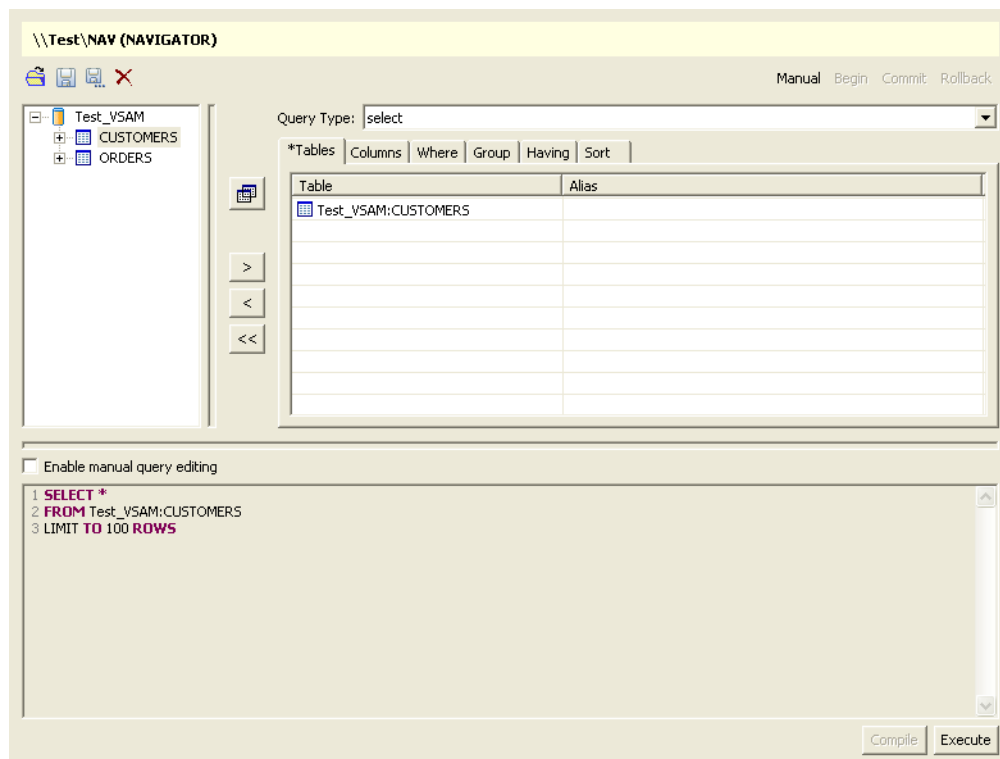 \\Test\NAV (NAVIGATOR)
Manual Begin Commit Rollback
Test_VSAM
CUSTOMERS
ORDERS
Query Type: select
*Tables Columns Where Group Having Sort
Table Alias
Test_VSAM:CUSTOMERS
>
<
<<
Enable manual query editing
1 SELECT *
2 FROM Test_VSAM:CUSTOMERS
3 LIMIT TO 100 ROWS
Compile Execute